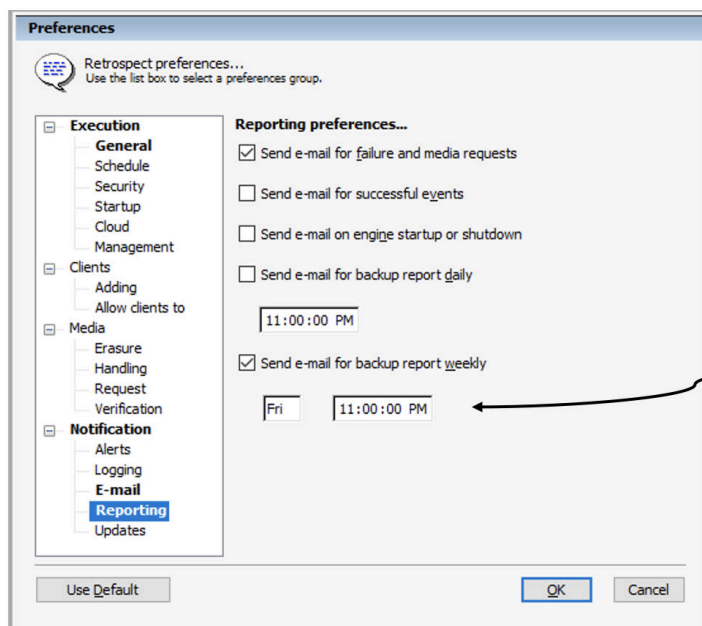 Preferences
Retrospect preferences...
Use the list box to select a preferences group.
Execution
General
Schedule
Security
Startup
Cloud
Management
Clients
Adding
Allow clients to
Media
Erasure
Handling
Request
Verification
Notification
Alerts
Logging
E-mail
Reporting
Updates
Reporting preferences...
Send e-mail for failure and media requests
Send e-mail for successful events
Send e-mail on engine startup or shutdown
Send e-mail for backup report daily
11:00:00 PM
Send e-mail for backup report weekly
Fri 11:00:00 PM
Use Default OK Cancel